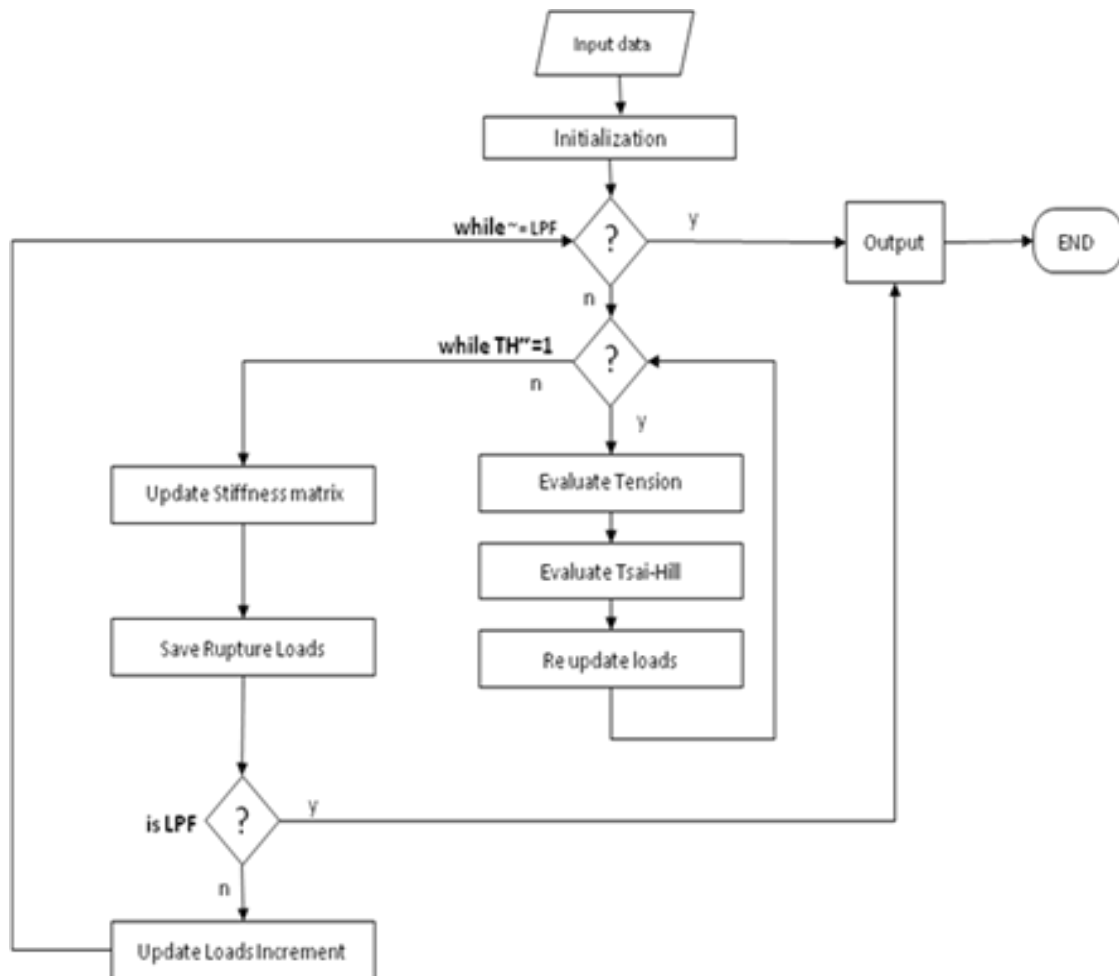 Input data
Initialization
while ~= LPF
?
y
Output
END
n
while TH~=1
?
n
y
Update Stiffness matrix
Evaluate Tension
Evaluate Tsai-Hill
Save Rupture Loads
Re update loads
is LPF
?
y
n
Update Loads Increment